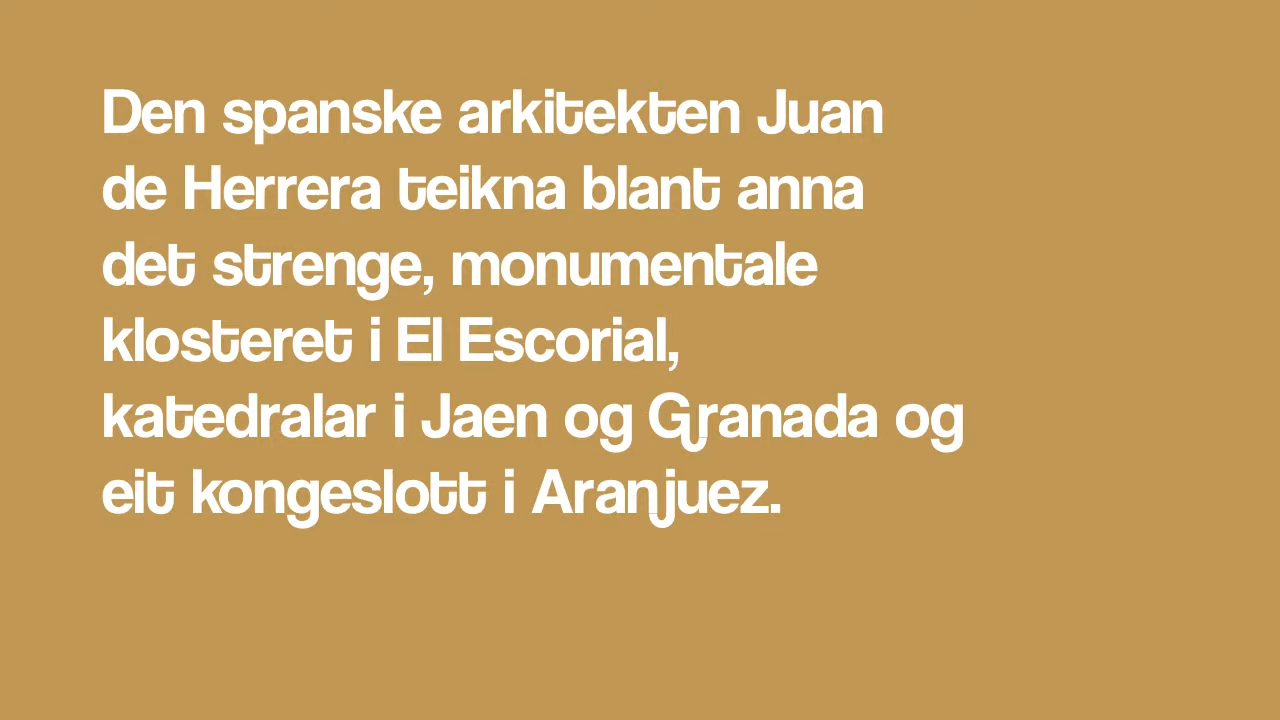 Den spanske arkitekten Juan
de Herrera teikna blant anna
det strenge, monumentale
klosteret i El Escorial,
katedralar i Jaen og Granada og
eit kongeslott i Aranjuez.